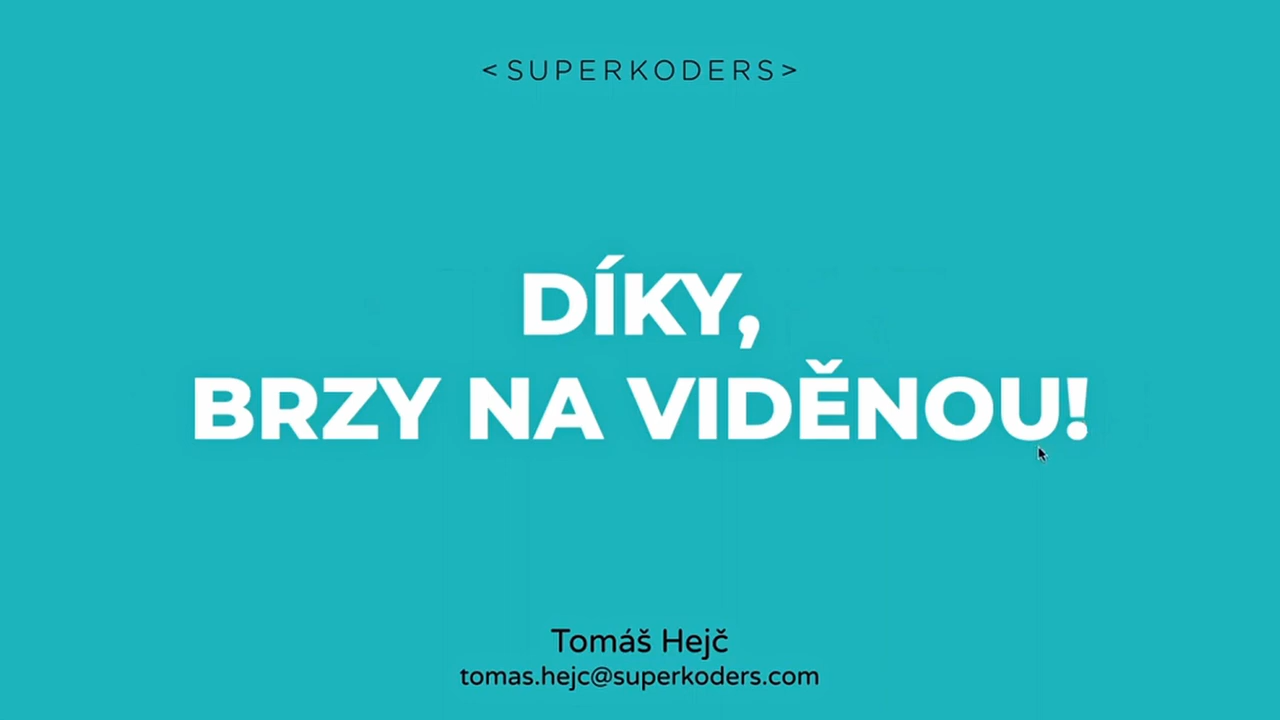 <SUPERKODERS>
DÍKY,
BRZY NA VIDĚNOU!
Tomáš Hejč
tomas.hejc@superkoders.com